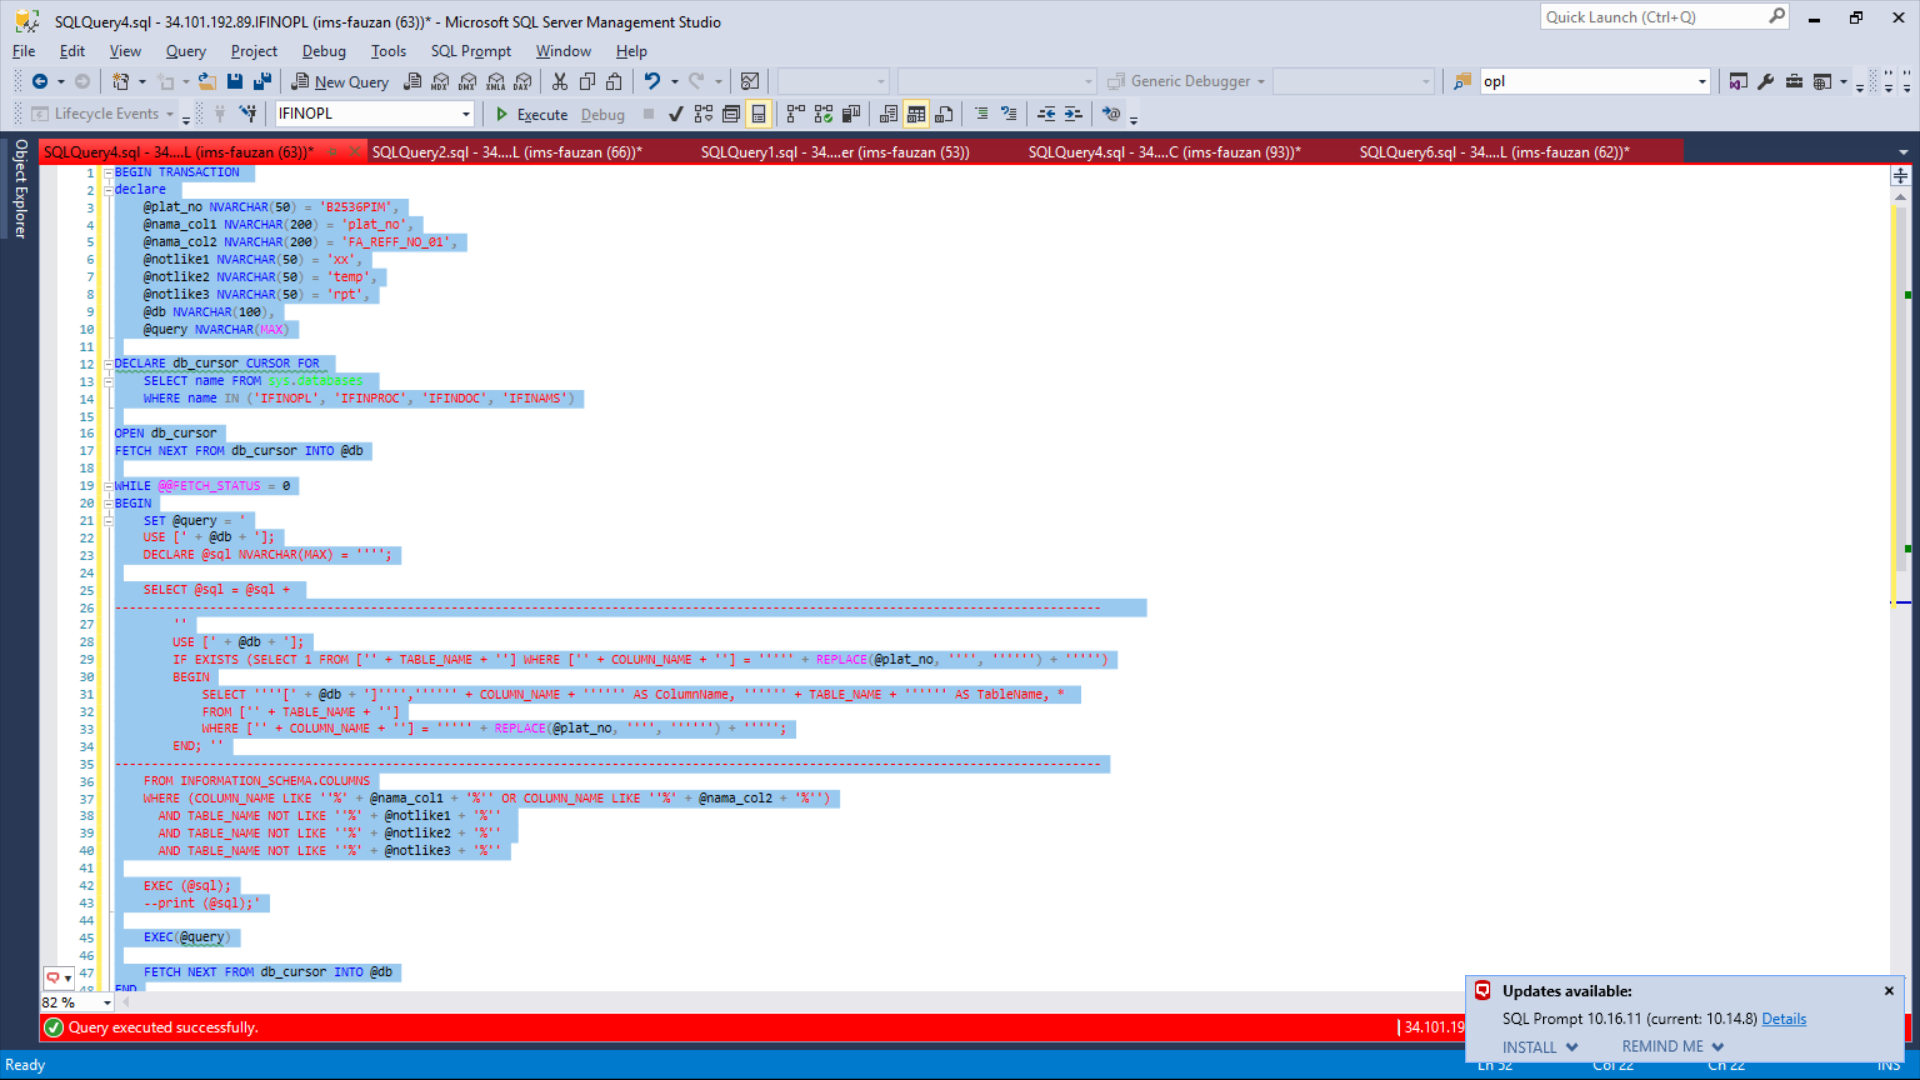 SQLQuery4.sql - 34.101.192.89.IFINOPL (ims-fauzan (63))* - Microsoft SQL Server Management Studio
Quick Launch (Ctrl+Q)
File Edit View Query Project Debug Tools SQL Prompt Window Help
New Query MDX DMX XMLA DAX Generic Debugger opl
Lifecycle Events IFINOPL Execute Debug
Object Explorer
SQLQuery4.sql - 34....L (ims-fauzan (63))* SQLQuery2.sql - 34....L (ims-fauzan (66))* SQLQuery1.sql - 34....er (ims-fauzan (53)) SQLQuery4.sql - 34....C (ims-fauzan (93))* SQLQuery6.sql - 34....L (ims-fauzan (62))*
1 BEGIN TRANSACTION
2 declare
3 @plat_no NVARCHAR(50) = 'B2536PIM',
4 @nama_col1 NVARCHAR(200) = 'plat_no',
5 @nama_col2 NVARCHAR(200) = 'FA_REFF_NO_01',
6 @notlike1 NVARCHAR(50) = 'xx',
7 @notlike2 NVARCHAR(50) = 'temp',
8 @notlike3 NVARCHAR(50) = 'rpt',
9 @db NVARCHAR(100),
10 @query NVARCHAR(MAX)
11
12 DECLARE db_cursor CURSOR FOR
13 SELECT name FROM sys.databases
14 WHERE name IN ('IFINOPL', 'IFINPROC', 'IFINDOC', 'IFINAMS')
15
16 OPEN db_cursor
17 FETCH NEXT FROM db_cursor INTO @db
18
19 WHILE @@FETCH_STATUS = 0
20 BEGIN
21 SET @query = '
22 USE [' + @db + '];
23 DECLARE @sql NVARCHAR(MAX) = '''';
24
25 SELECT @sql = @sql +
26 ---------------------------------------------------------------------------------------------------------------------------------------
27 ''
28 USE [' + @db + '];
29 IF EXISTS (SELECT 1 FROM ['' + TABLE_NAME + ''] WHERE ['' + COLUMN_NAME + ''] = ''''' + REPLACE(@plat_no, '''', '''''') + ''''')
30 BEGIN
31 SELECT ''''[' + @db + ']'''','''''' + COLUMN_NAME + '''''' AS ColumnName, '''''' + TABLE_NAME + '''''' AS TableName, *
32 FROM ['' + TABLE_NAME + '']
33 WHERE ['' + COLUMN_NAME + ''] = ''''' + REPLACE(@plat_no, '''', '''''') + ''''';
34 END; ''
35 ---------------------------------------------------------------------------------------------------------------------------------------
36 FROM INFORMATION_SCHEMA.COLUMNS
37 WHERE (COLUMN_NAME LIKE ''%' + @nama_col1 + '%'' OR COLUMN_NAME LIKE ''%' + @nama_col2 + '%'')
38 AND TABLE_NAME NOT LIKE ''%' + @notlike1 + '%''
39 AND TABLE_NAME NOT LIKE ''%' + @notlike2 + '%''
40 AND TABLE_NAME NOT LIKE ''%' + @notlike3 + '%''
41
42 EXEC (@sql);
43 --print (@sql);'
44
45 EXEC(@query)
46
47 FETCH NEXT FROM db_cursor INTO @db
48 END
82 %
Query executed successfully. 34.101.19
Updates available:
SQL Prompt 10.16.11 (current: 10.14.8) Details
INSTALL REMIND ME
Ready Ln 52 Col 22 Ch 22 INS